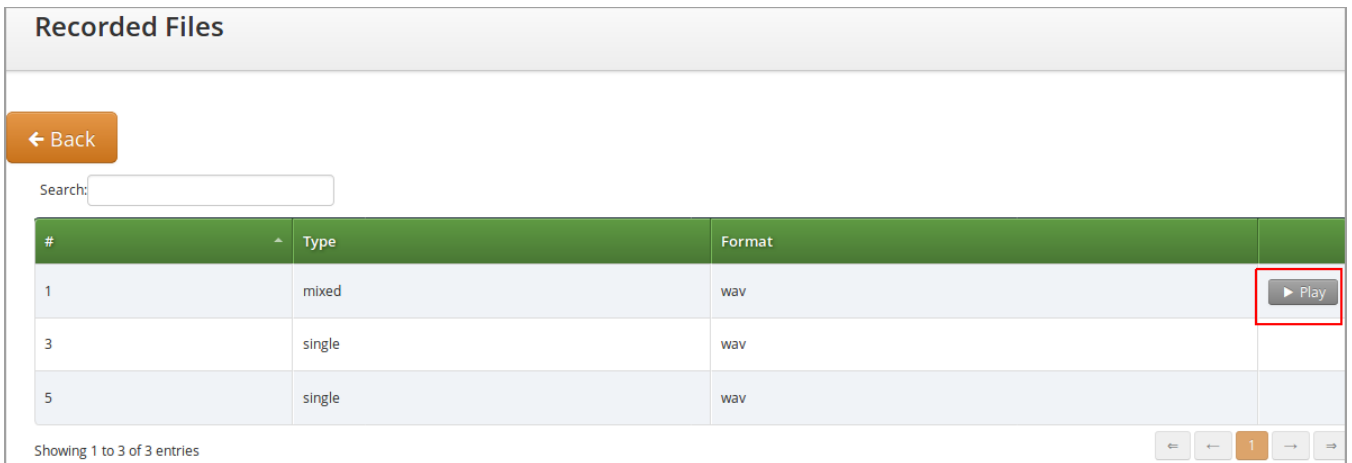 Recorded Files
← Back
Search:
# Type Format
1 mixed wav ▶ Play
3 single wav
5 single wav
Showing 1 to 3 of 3 entries
⇐ ← 1 → ⇒